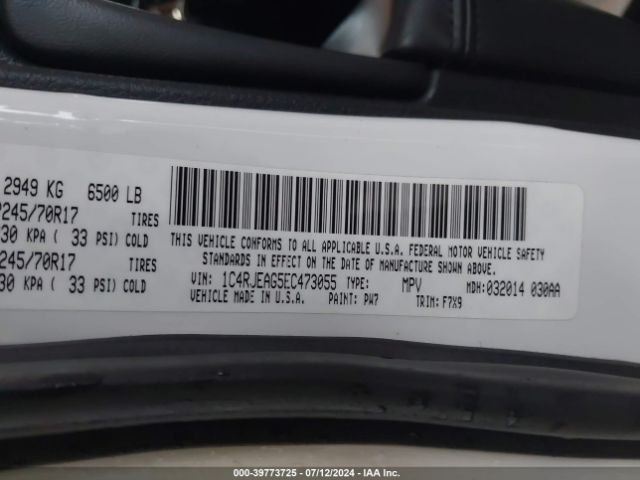 2949 KG 6500 LB
245/70R17 TIRES
30 KPA ( 33 PSI) COLD
245/70R17 TIRES
30 KPA ( 33 PSI) COLD
THIS VEHICLE CONFORMS TO ALL APPLICABLE U.S.A. FEDERAL MOTOR VEHICLE SAFETY
STANDARDS IN EFFECT ON THE DATE OF MANUFACTURE SHOWN ABOVE.
VIN: 1C4RJEAG5EC473055 TYPE: MPV MDH:032014 030AA
VEHICLE MADE IN U.S.A. PAINT: PW7 TRIM: F7X9
000-39773725 - 07/12/2024 - IAA Inc.